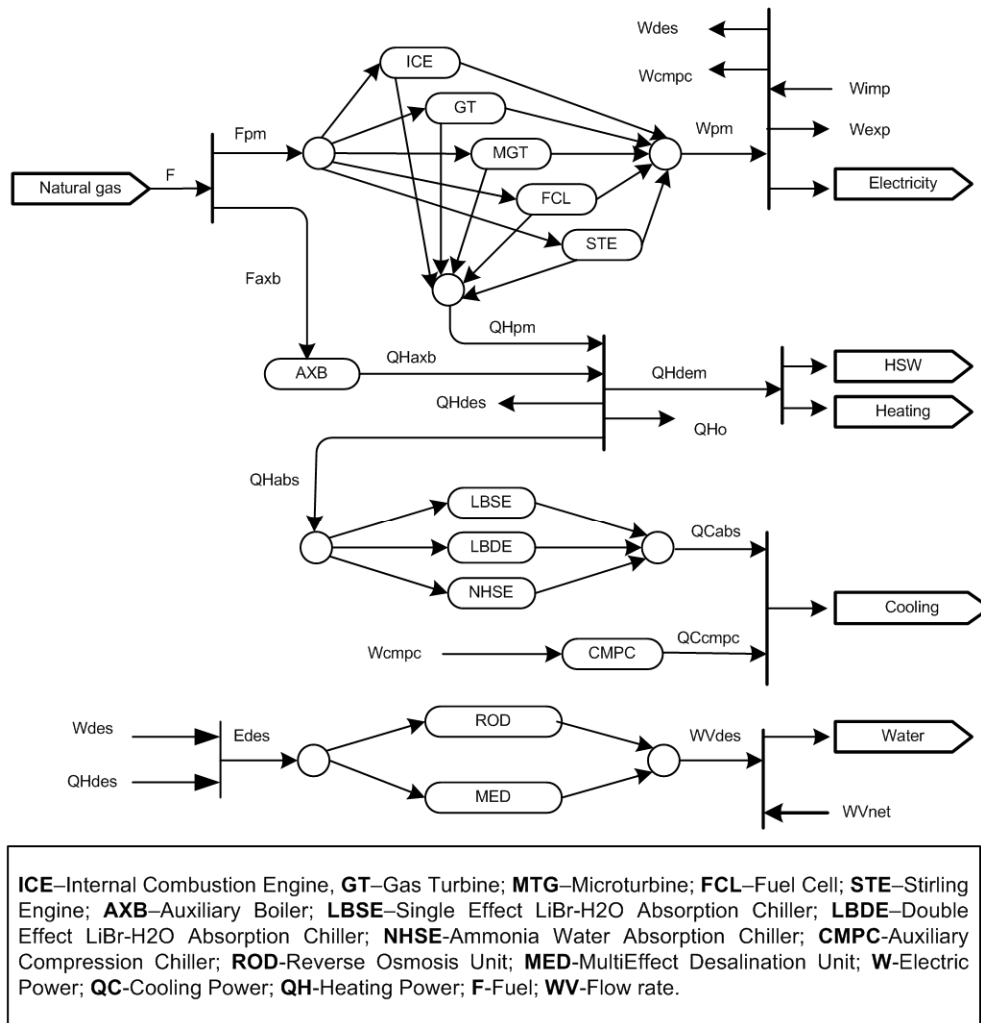 Wdes
ICE
Wcmpc
Wimp
GT
Fpm
Wpm
Wexp
MGT
F
Natural gas
FCL
Electricity
STE
Faxb
QHpm
QHaxb
QHdem
HSW
AXB
QHdes
Heating
QHo
QHabs
LBSE
QCabs
LBDE
NHSE
Cooling
QCcmpc
Wcmpc
CMPC
Wdes
ROD
Edes
WVdes
Water
QHdes
MED
WVnet
ICE–Internal Combustion Engine, GT–Gas Turbine; MTG–Microturbine; FCL–Fuel Cell; STE–Stirling
Engine; AXB–Auxiliary Boiler; LBSE–Single Effect LiBr-H2O Absorption Chiller; LBDE–Double
Effect LiBr-H2O Absorption Chiller; NHSE-Ammonia Water Absorption Chiller; CMPC-Auxiliary
Compression Chiller; ROD-Reverse Osmosis Unit; MED-MultiEffect Desalination Unit; W-Electric
Power; QC-Cooling Power; QH-Heating Power; F-Fuel; WV-Flow rate.